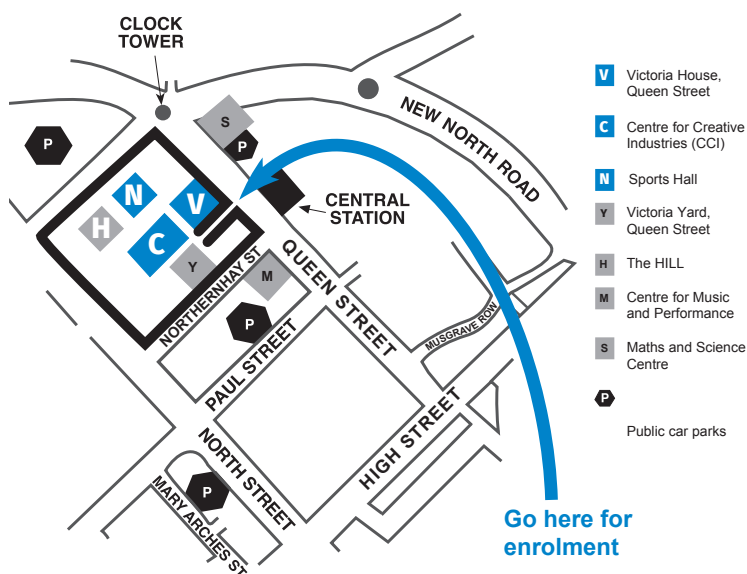 CLOCK
TOWER
NEW NORTH ROAD
S
P
P
CENTRAL
STATION
N
V
H
C
Y
M
P
NORTHERNHAY ST
QUEEN STREET
MUSGRAVE ROW
PAUL STREET
HIGH STREET
NORTH STREET
P
MARY ARCHES ST
Go here for
enrolment
V
Victoria House,
Queen Street
C
Centre for Creative
Industries (CCI)
N
Sports Hall
Y
Victoria Yard,
Queen Street
H
The HILL
M
Centre for Music
and Performance
S
Maths and Science
Centre
P
Public car parks